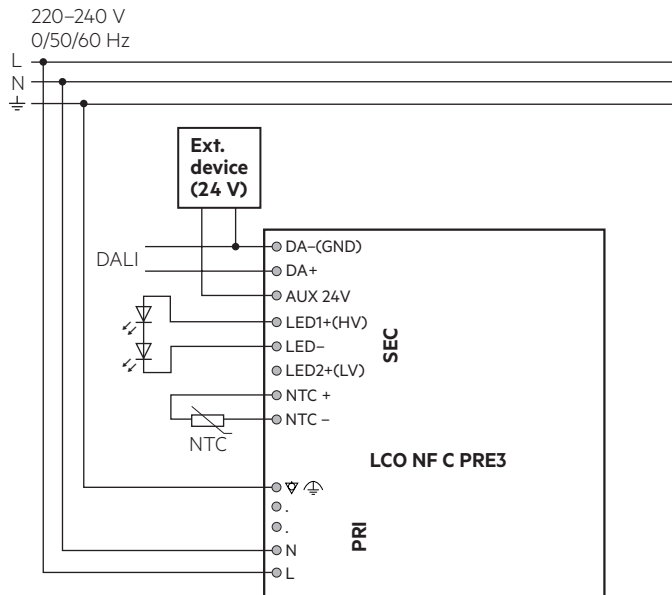 220–240 V
0/50/60 Hz
L
N
Ext.
device
(24 V)
DALI
DA–(GND)
DA+
AUX 24V
LED1+(HV)
LED–
LED2+(LV)
NTC +
NTC –
NTC
SEC
LCO NF C PRE3
.
.
PRI
N
L